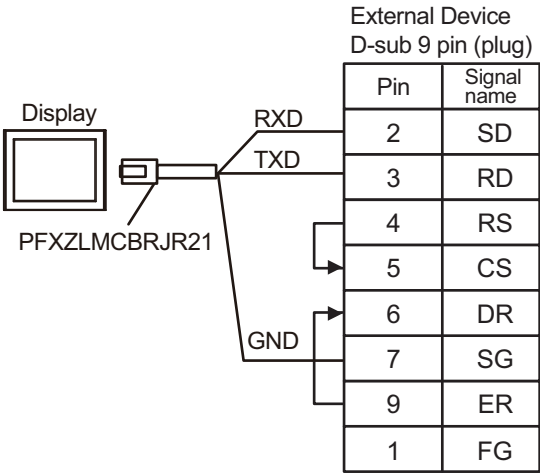 External Device
D-sub 9 pin (plug)
Pin Signal name
Display
RXD
2 SD
TXD
3 RD
PFXZLMCBRJR21
4 RS
5 CS
6 DR
GND
7 SG
9 ER
1 FG